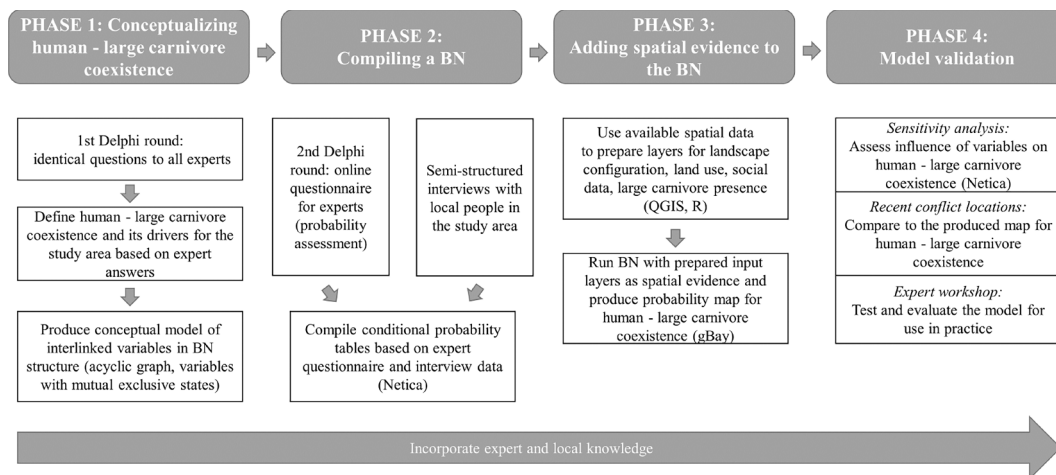 PHASE 1: Conceptualizing
human - large carnivore
coexistence
PHASE 2:
Compiling a BN
PHASE 3:
Adding spatial evidence to
the BN
PHASE 4:
Model validation
1st Delphi round:
identical questions to all experts
Define human - large carnivore
coexistence and its drivers for the
study area based on expert
answers
Produce conceptual model of
interlinked variables in BN
structure (acyclic graph, variables
with mutual exclusive states)
2nd Delphi
round: online
questionnaire
for experts
(probability
assessment)
Semi-structured
interviews with
local people in
the study area
Compile conditional probability
tables based on expert
questionnaire and interview data
(Netica)
Use available spatial data
to prepare layers for landscape
configuration, land use, social
data, large carnivore presence
(QGIS, R)
Run BN with prepared input
layers as spatial evidence and
produce probability map for
human - large carnivore
coexistence (gBay)
Sensitivity analysis:
Assess influence of variables on
human - large carnivore
coexistence (Netica)
Recent conflict locations:
Compare to the produced map for
human - large carnivore
coexistence
Expert workshop:
Test and evaluate the model for
use in practice
Incorporate expert and local knowledge